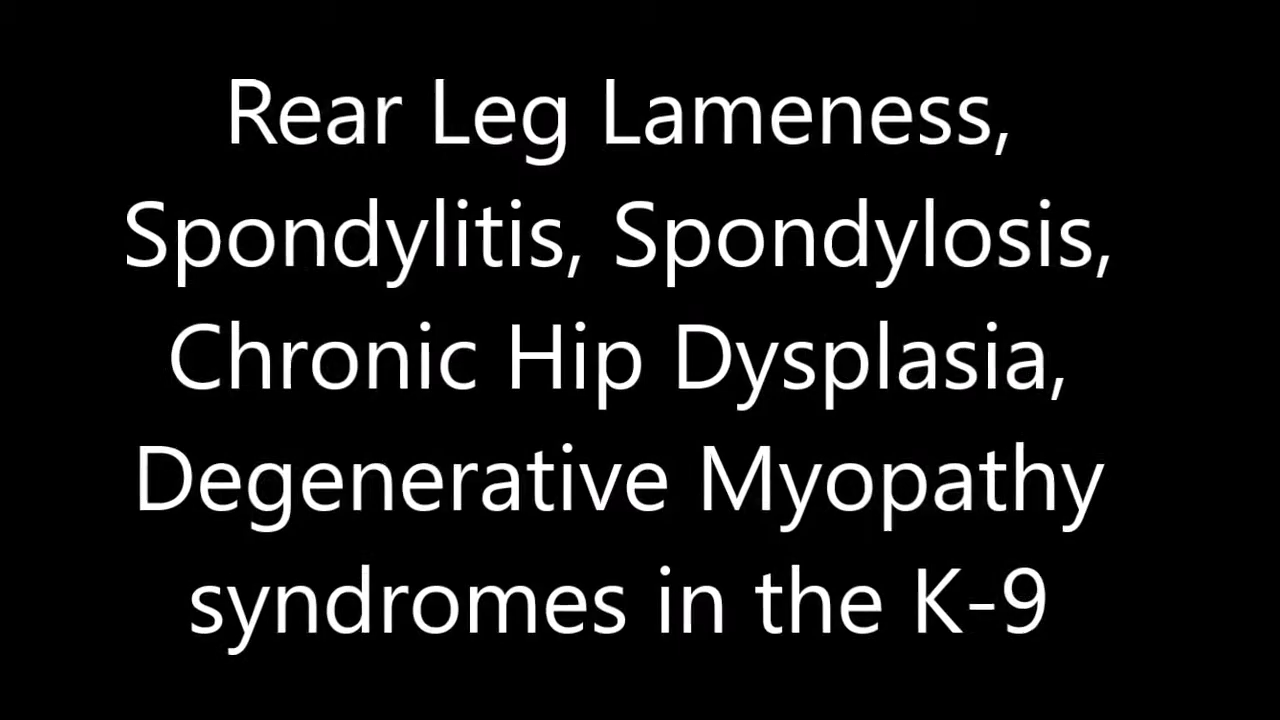 Rear Leg Lameness,
Spondylitis, Spondylosis,
Chronic Hip Dysplasia,
Degenerative Myopathy
syndromes in the K-9